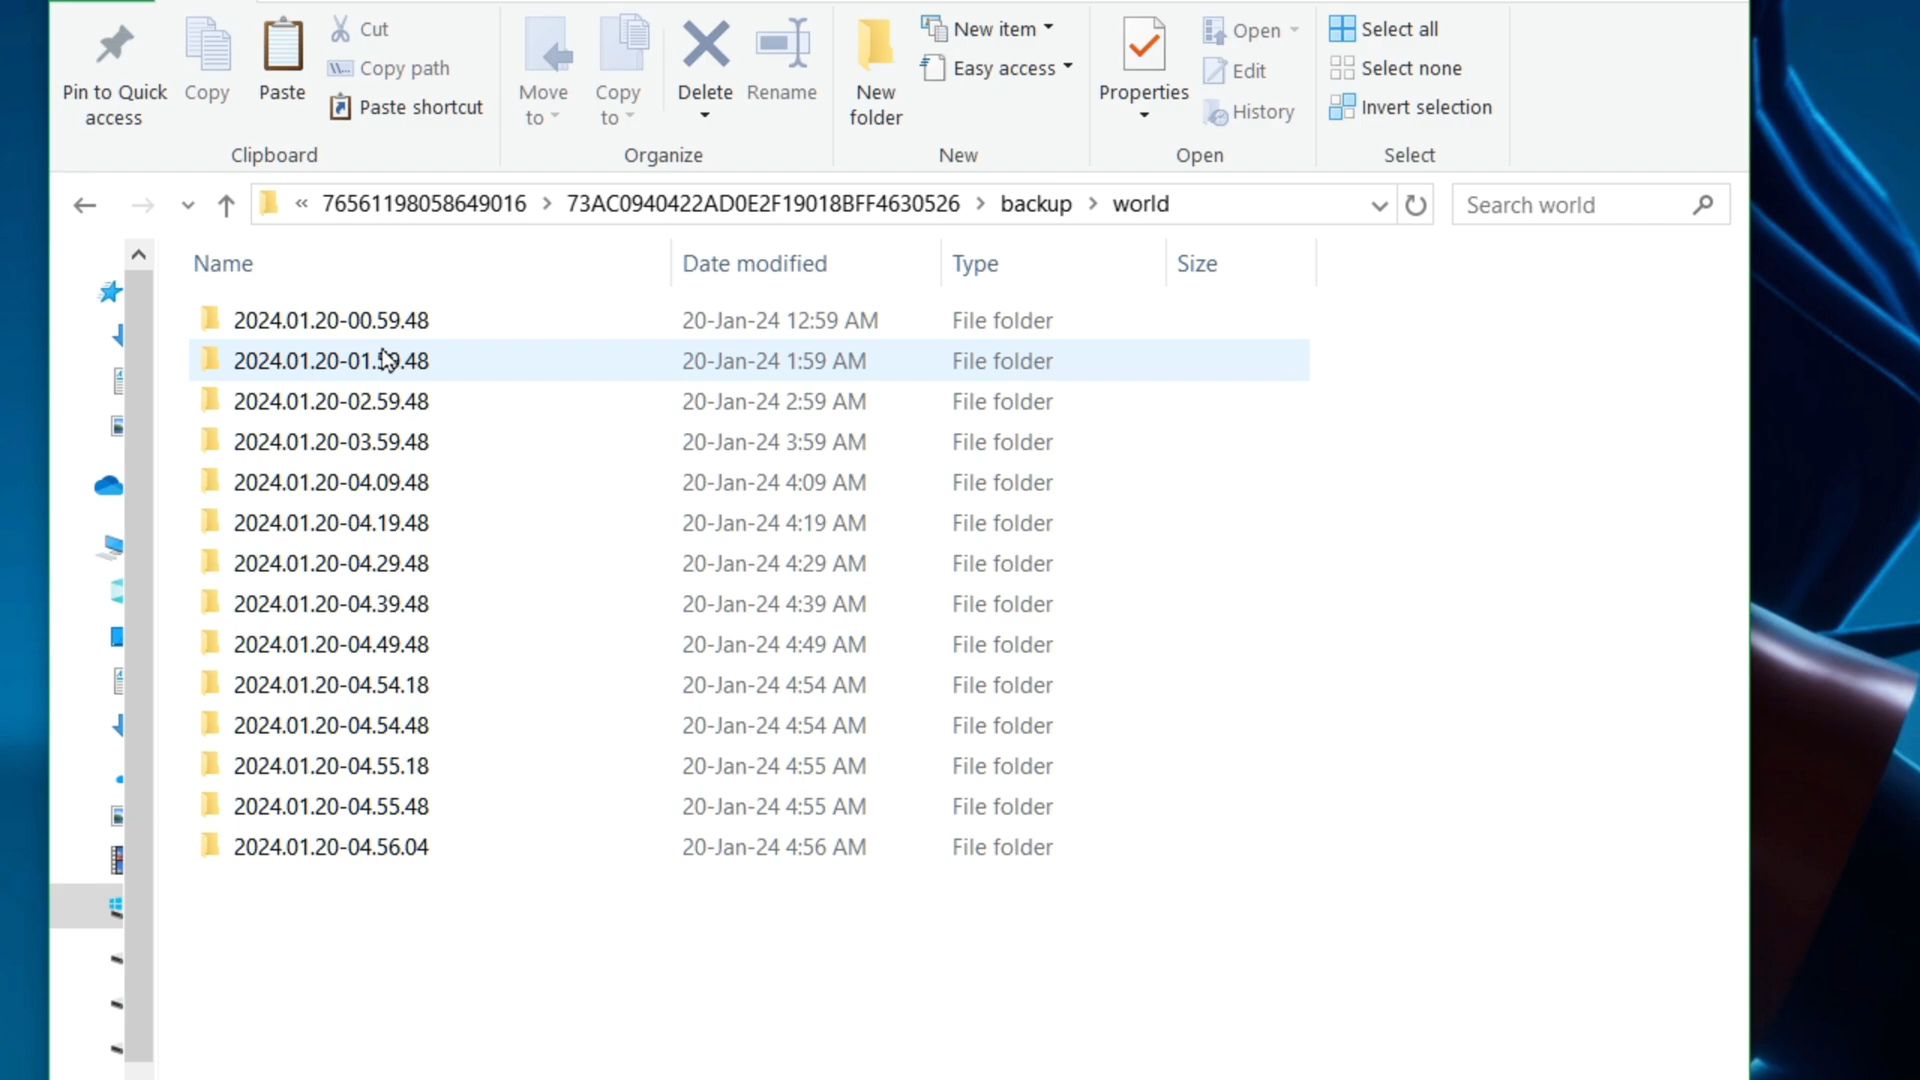 Pin to Quick access
Copy
Paste
Cut
Copy path
Paste shortcut
Clipboard
Move to
Copy to
Delete
Rename
Organize
New folder
New item
Easy access
New
Properties
Open
Edit
History
Open
Select all
Select none
Invert selection
Select
« 76561198058649016 > 73AC0940422AD0E2F19018BFF4630526 > backup > world
Search world
Name Date modified Type Size
2024.01.20-00.59.48 20-Jan-24 12:59 AM File folder
2024.01.20-01.59.48 20-Jan-24 1:59 AM File folder
2024.01.20-02.59.48 20-Jan-24 2:59 AM File folder
2024.01.20-03.59.48 20-Jan-24 3:59 AM File folder
2024.01.20-04.09.48 20-Jan-24 4:09 AM File folder
2024.01.20-04.19.48 20-Jan-24 4:19 AM File folder
2024.01.20-04.29.48 20-Jan-24 4:29 AM File folder
2024.01.20-04.39.48 20-Jan-24 4:39 AM File folder
2024.01.20-04.49.48 20-Jan-24 4:49 AM File folder
2024.01.20-04.54.18 20-Jan-24 4:54 AM File folder
2024.01.20-04.54.48 20-Jan-24 4:54 AM File folder
2024.01.20-04.55.18 20-Jan-24 4:55 AM File folder
2024.01.20-04.55.48 20-Jan-24 4:55 AM File folder
2024.01.20-04.56.04 20-Jan-24 4:56 AM File folder